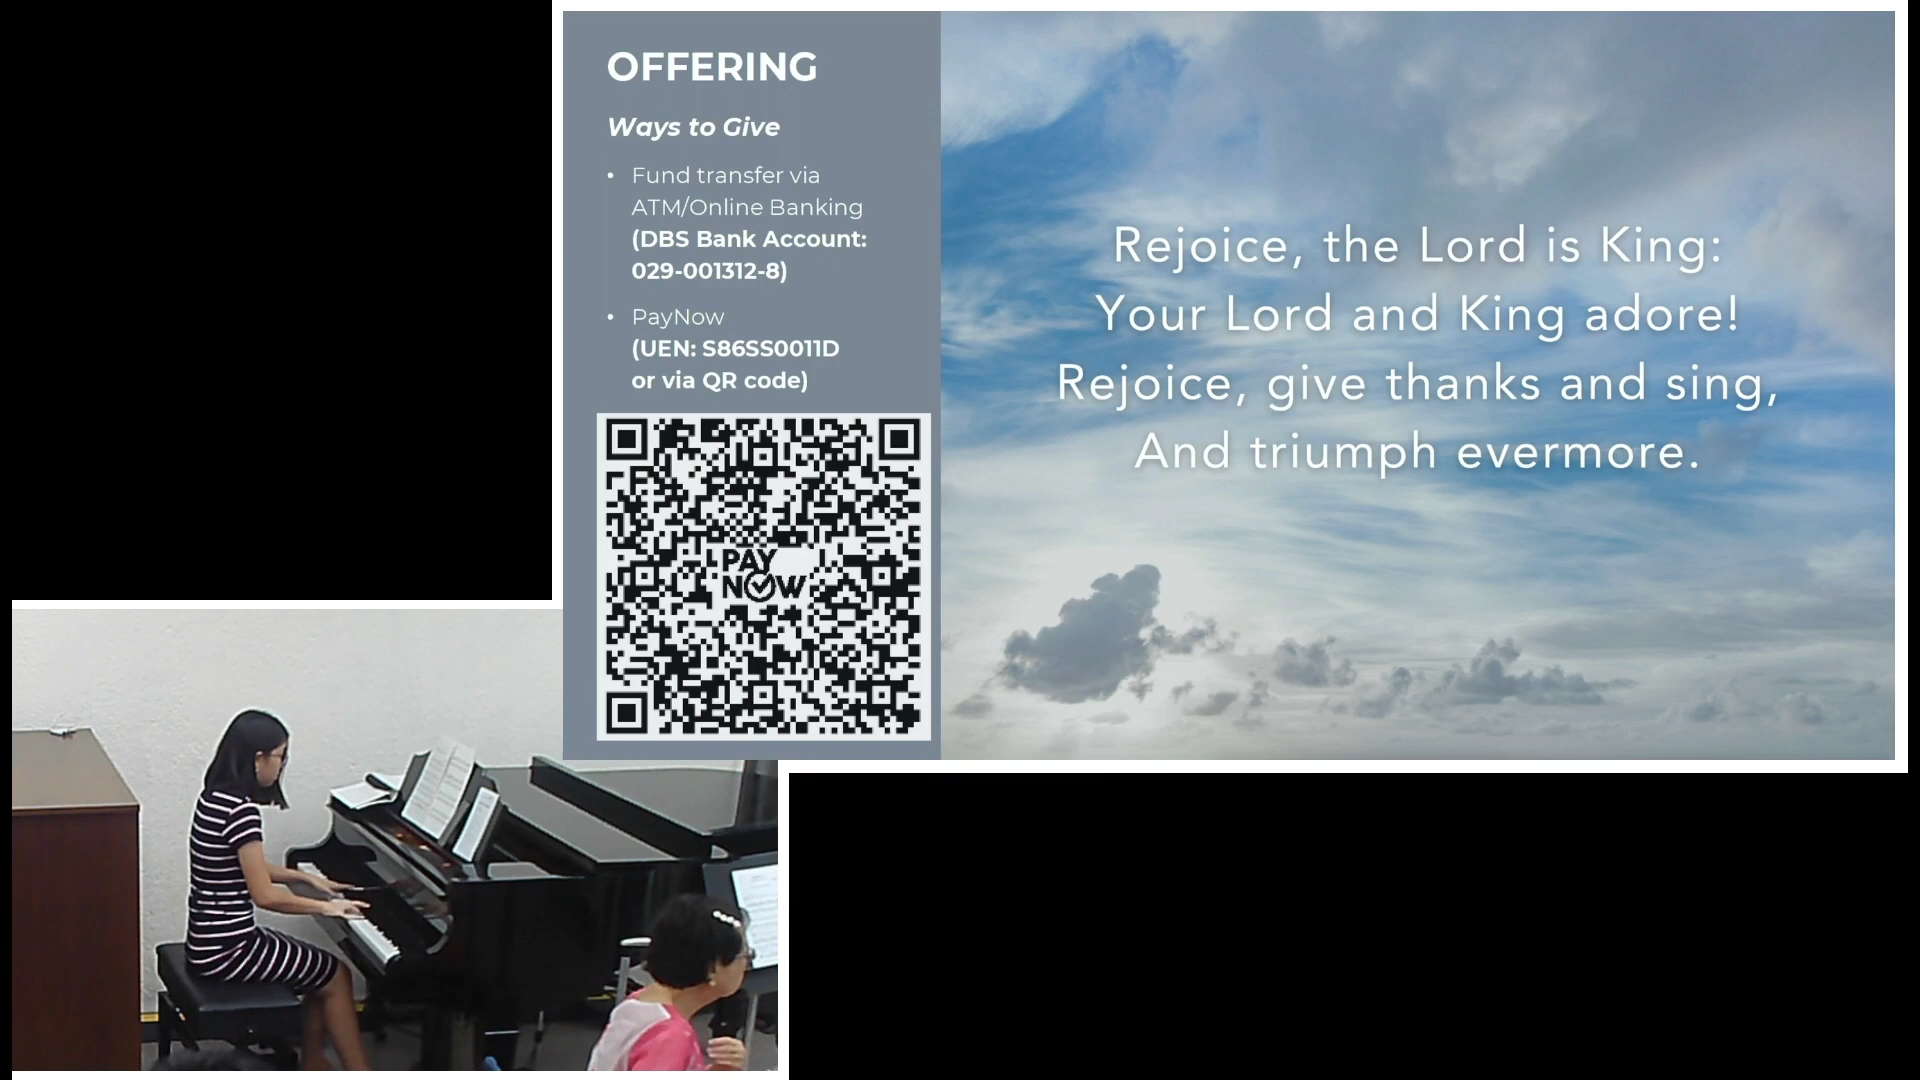 OFFERING
Ways to Give
• Fund transfer via
ATM/Online Banking
(DBS Bank Account:
029-001312-8)
• PayNow
(UEN: S86SS0011D
or via QR code)
PAY
NOW
Rejoice, the Lord is King:
Your Lord and King adore!
Rejoice, give thanks and sing,
And triumph evermore.